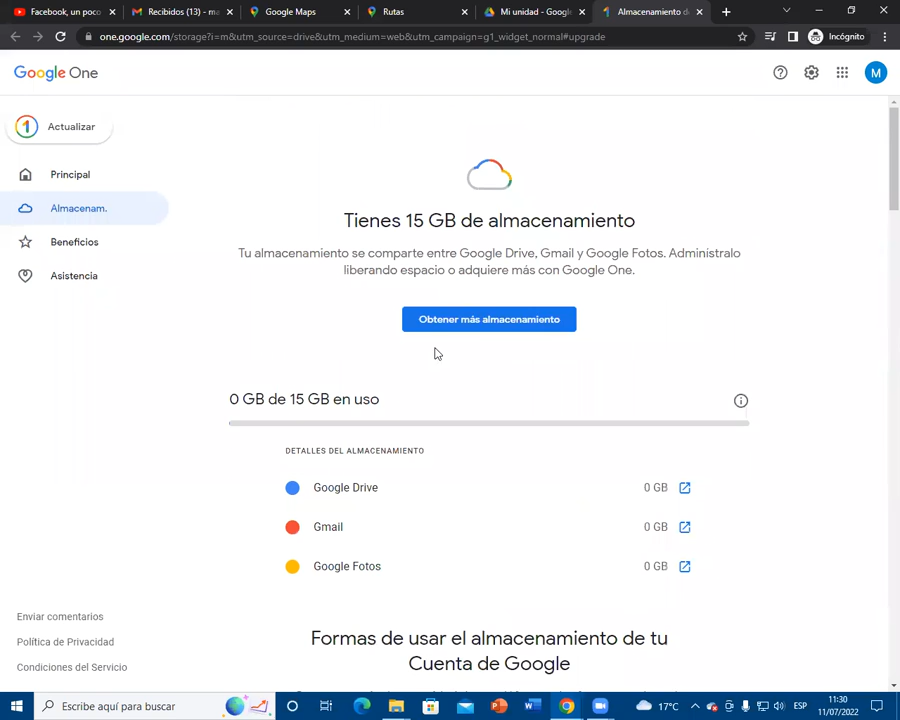 Facebook, un poco
Recibidos (13) - ma
Google Maps
Rutas
Mi unidad - Google
Almacenamiento de
one.google.com/storage?i=m&utm_source=drive&utm_medium=web&utm_campaign=g1_widget_normal#upgrade
Incógnito
Google One
M
1 Actualizar
Principal
Almacenam.
Beneficios
Asistencia
Tienes 15 GB de almacenamiento
Tu almacenamiento se comparte entre Google Drive, Gmail y Google Fotos. Adminístralo
liberando espacio o adquiere más con Google One.
Obtener más almacenamiento
0 GB de 15 GB en uso
DETALLES DEL ALMACENAMIENTO
Google Drive 0 GB
Gmail 0 GB
Google Fotos 0 GB
Formas de usar el almacenamiento de tu
Cuenta de Google
Enviar comentarios
Política de Privacidad
Condiciones del Servicio
Escribe aquí para buscar
17°C
ESP
11:30
11/07/2022